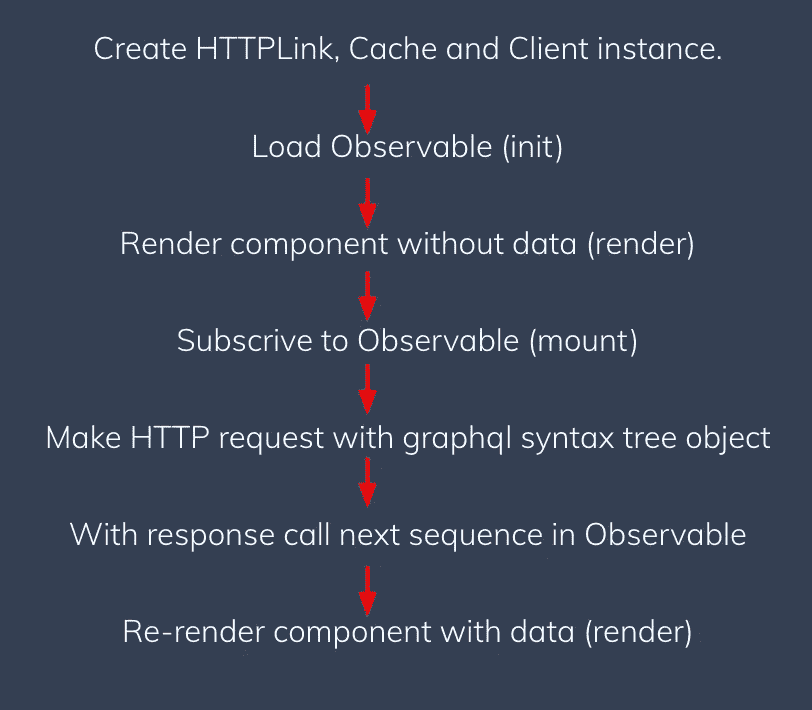 Create HTTPLink, Cache and Client instance.
Load Observable (init)
Render component without data (render)
Subscrive to Observable (mount)
Make HTTP request with graphql syntax tree object
With response call next sequence in Observable
Re-render component with data (render)